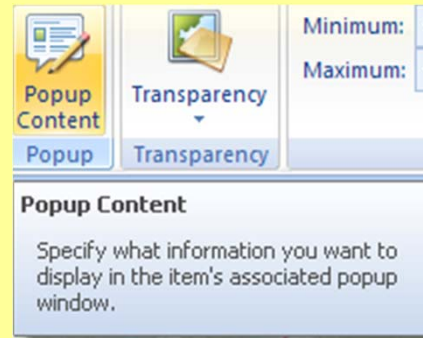 Minimum:
Maximum:
Popup
Content
Transparency
Popup
Transparency
Popup Content
Specify what information you want to
display in the item's associated popup
window.